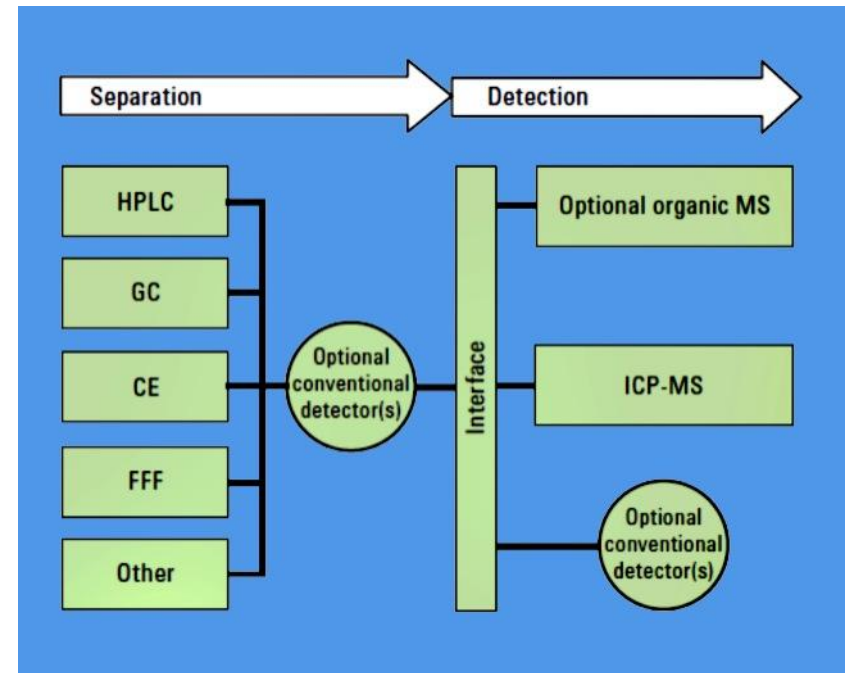 Separation
Detection
HPLC
GC
CE
FFF
Other
Optional
conventional
detector(s)
Interface
Optional organic MS
ICP-MS
Optional
conventional
detector(s)